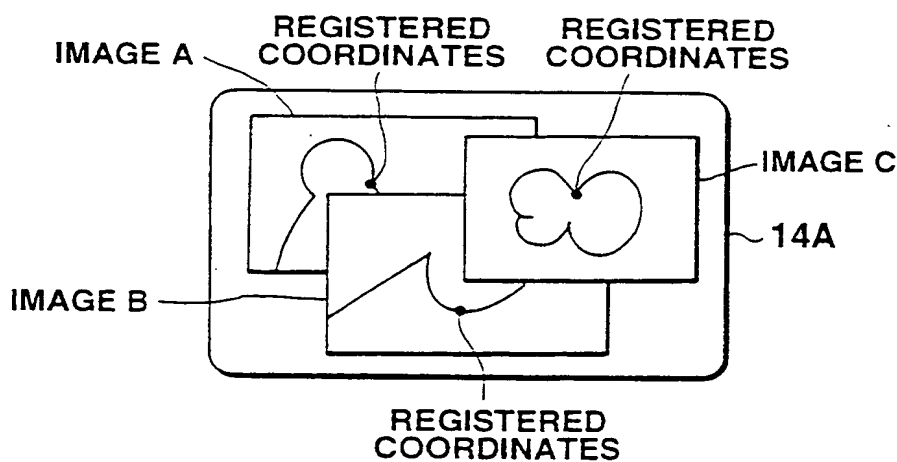 IMAGE A
REGISTERED
COORDINATES
REGISTERED
COORDINATES
IMAGE C
14A
IMAGE B
REGISTERED
COORDINATES